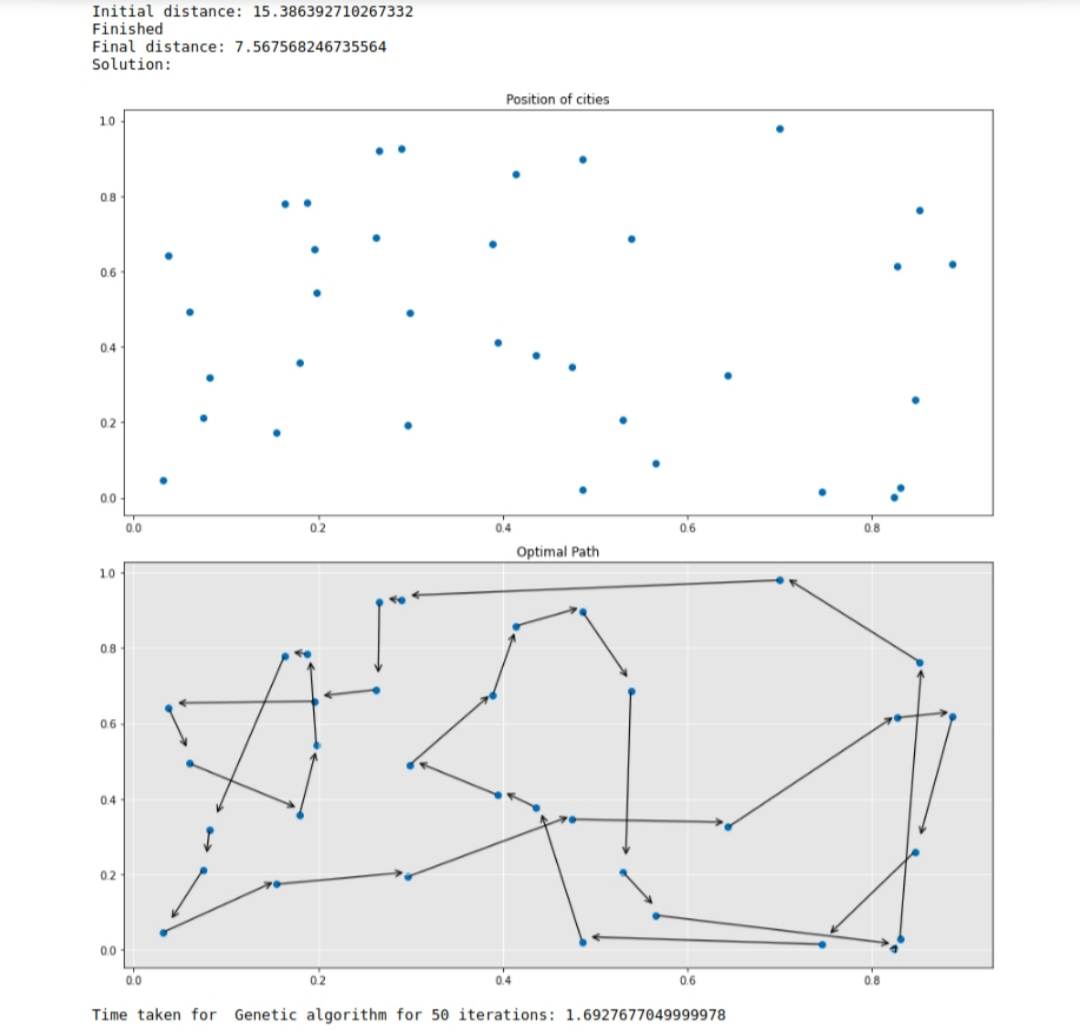 Initial distance: 15.386392710267332
Finished
Final distance: 7.567568246735564
Solution:
Position of cities
1.0
0.8
0.6
0.4
0.2
0.0
0.0 0.2 0.4 0.6 0.8
Optimal Path
1.0
0.8
0.6
0.4
0.2
0.0
0.0 0.2 0.4 0.6 0.8
Time taken for  Genetic algorithm for 50 iterations: 1.6927677049999978